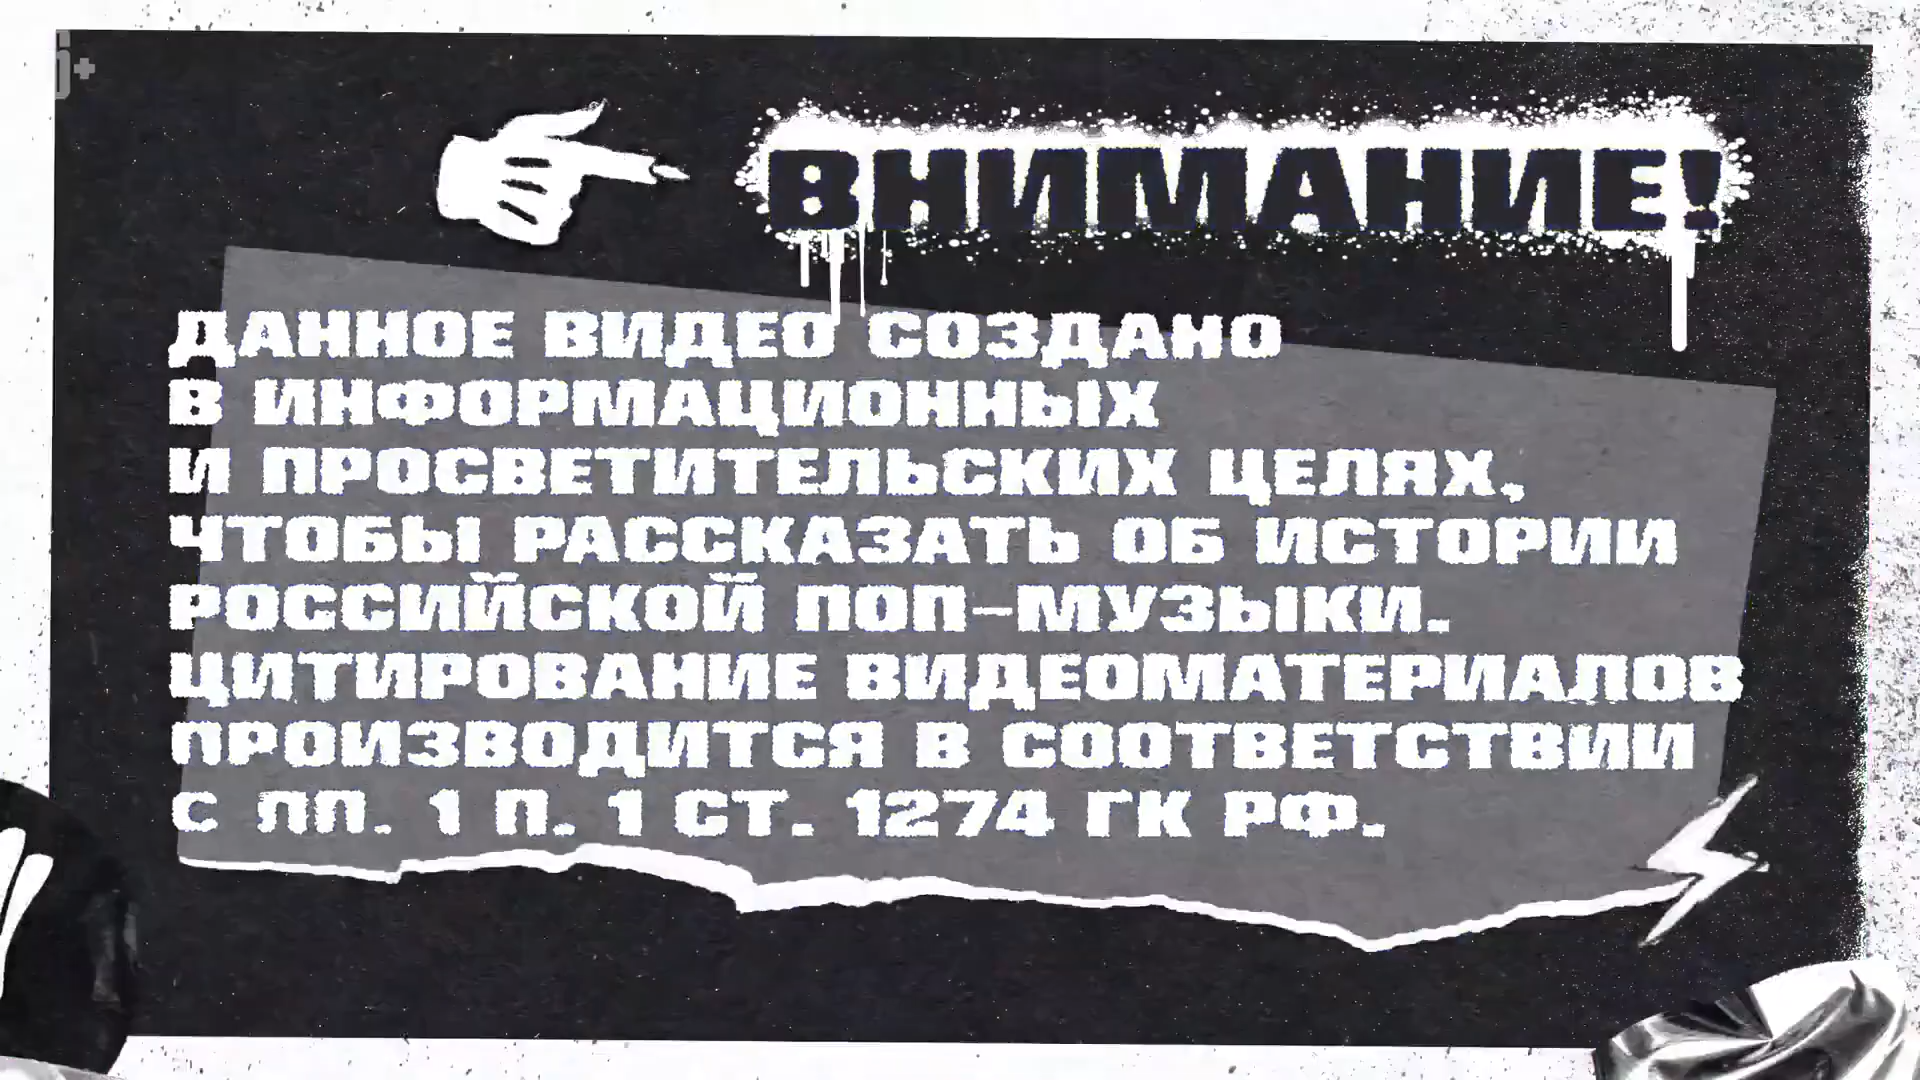 ВНИМАНИЕ!
ДАННОЕ ВИДЕО СОЗДАНО
В ИНФОРМАЦИОННЫХ
И ПРОСВЕТИТЕЛЬСКИХ ЦЕЛЯХ,
ЧТОБЫ РАССКАЗАТЬ ОБ ИСТОРИИ
РОССИЙСКОЙ ПОП-МУЗЫКИ.
ЦИТИРОВАНИЕ ВИДЕОМАТЕРИАЛОВ
ПРОИЗВОДИТСЯ В СООТВЕТСТВИИ
С ПП. 1 П. 1 СТ. 1274 ГК РФ.